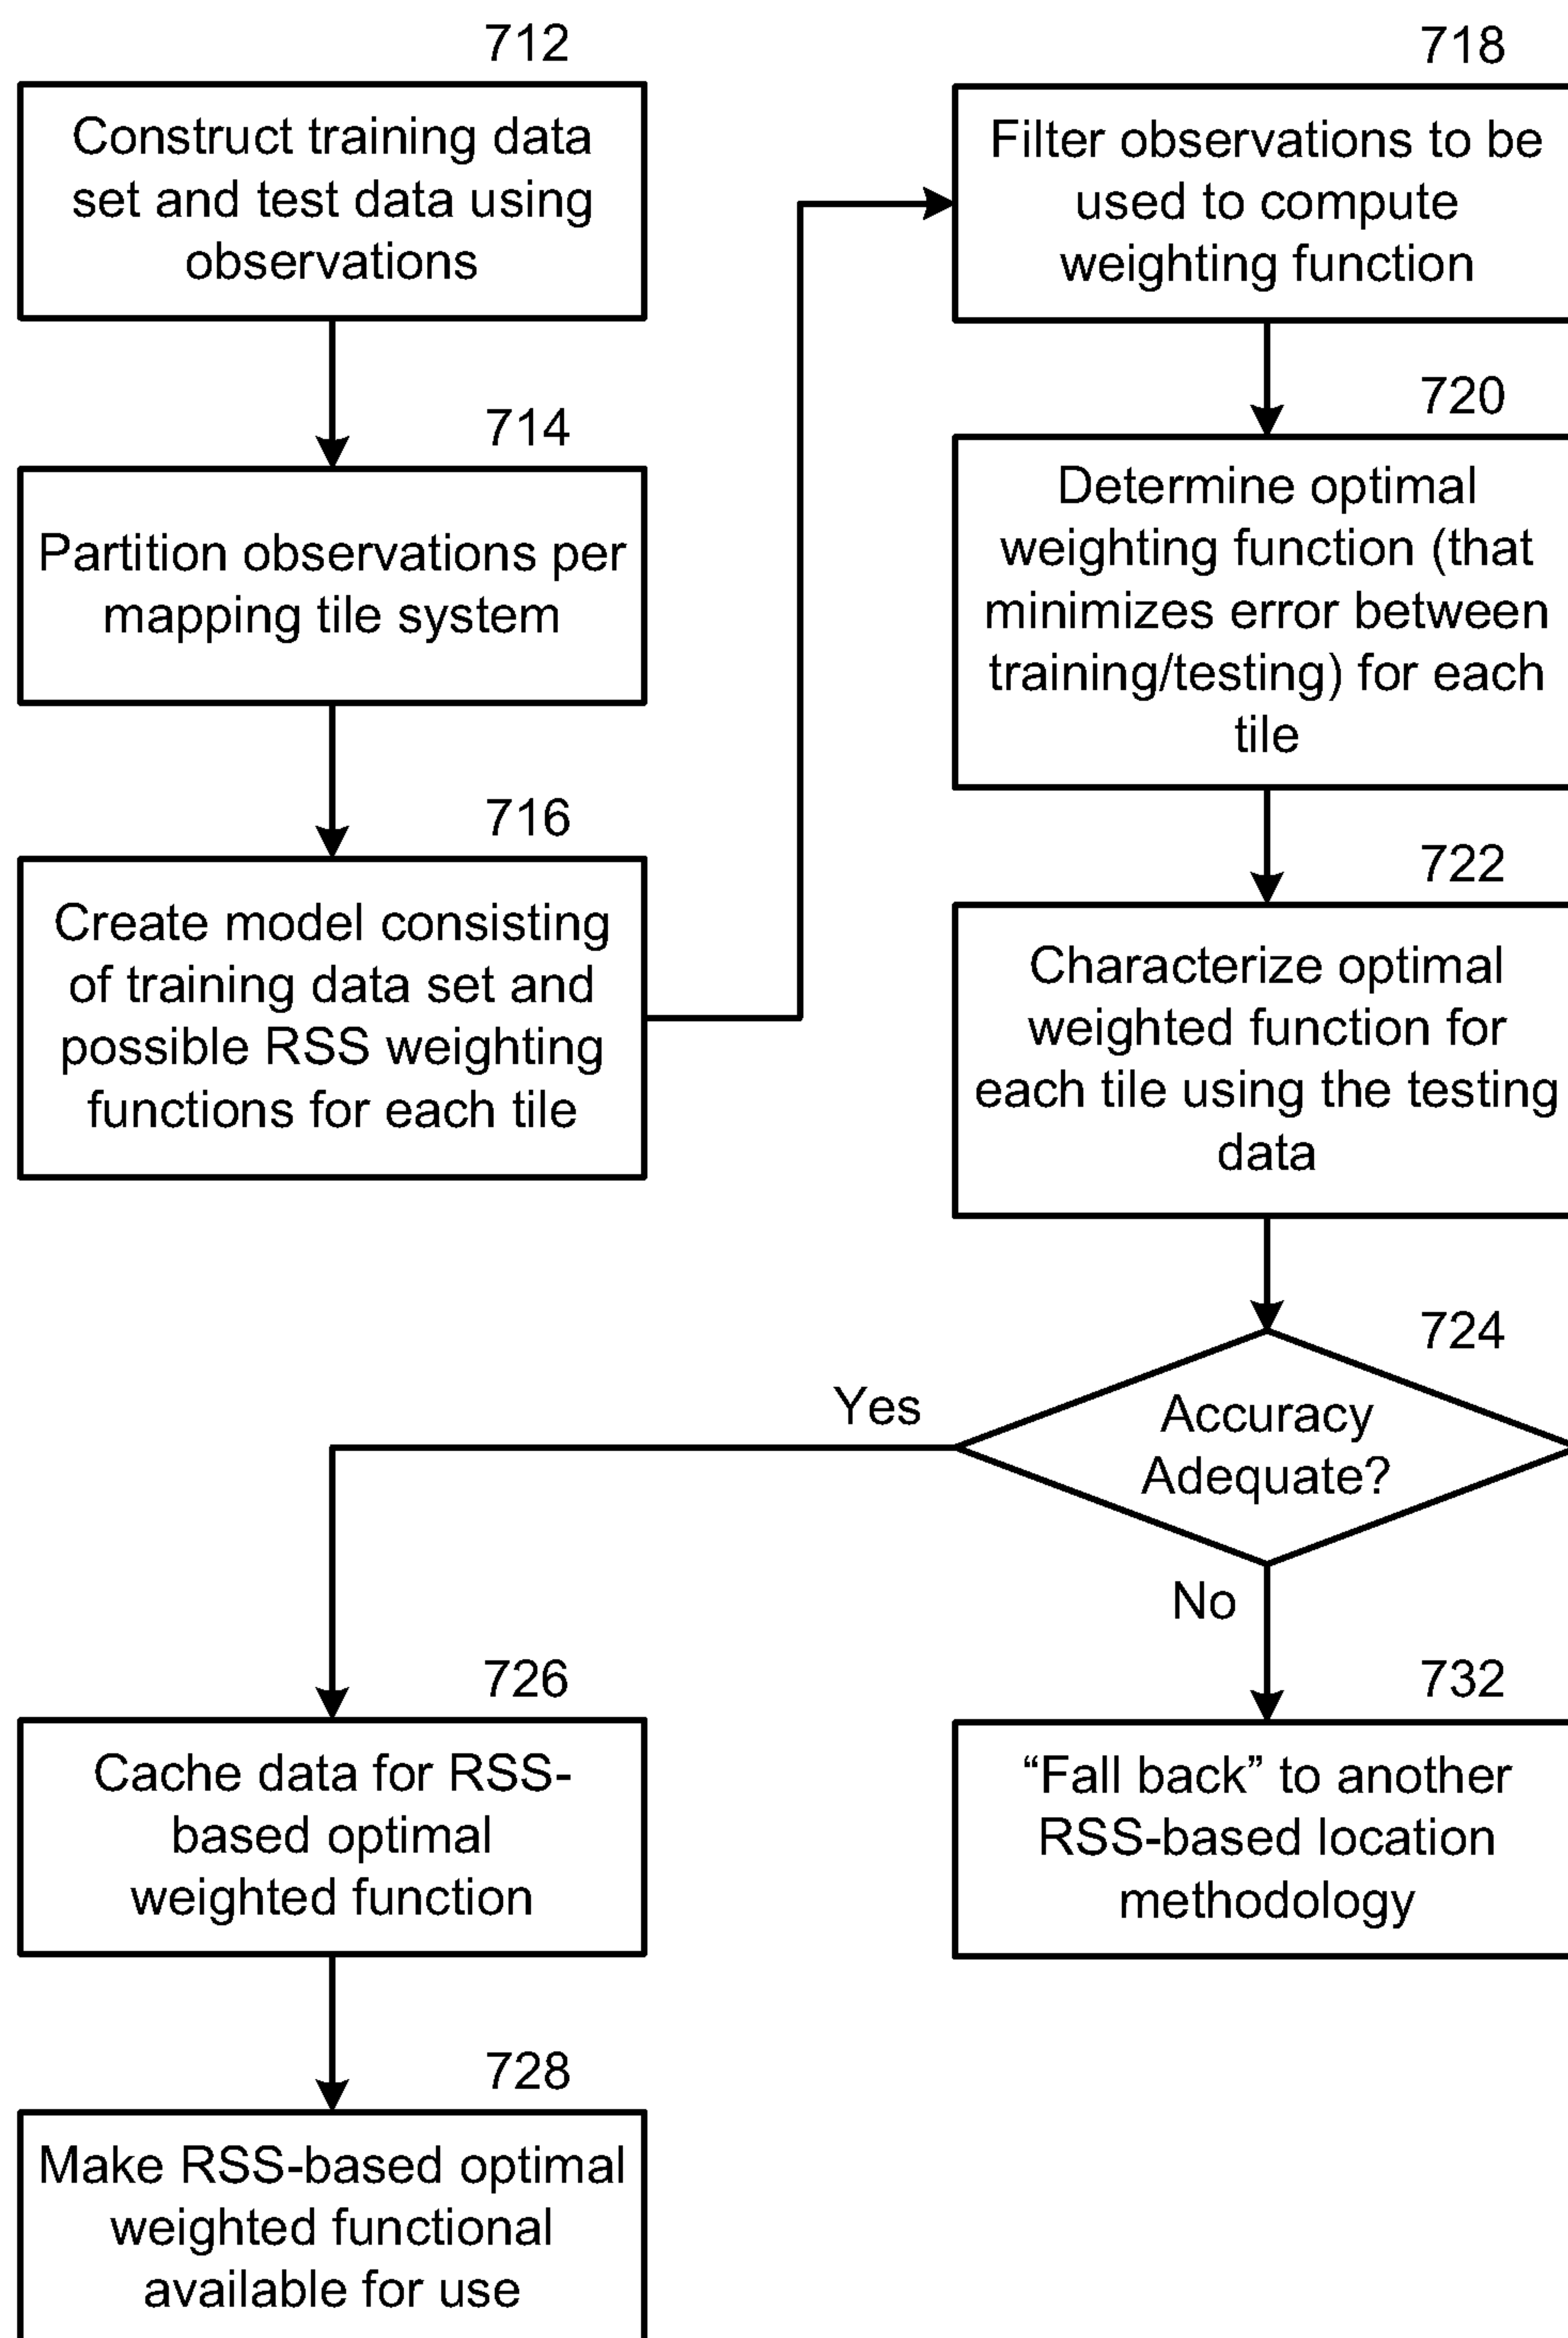 712
Construct training data
set and test data using
observations
714
Partition observations per
mapping tile system
716
Create model consisting
of training data set and
possible RSS weighting
functions for each tile
718
Filter observations to be
used to compute
weighting function
720
Determine optimal
weighting function (that
minimizes error between
training/testing) for each
tile
722
Characterize optimal
weighted function for
each tile using the testing
data
724
Accuracy
Adequate?
Yes
No
726
Cache data for RSS-
based optimal
weighted function
728
Make RSS-based optimal
weighted functional
available for use
732
“Fall back” to another
RSS-based location
methodology